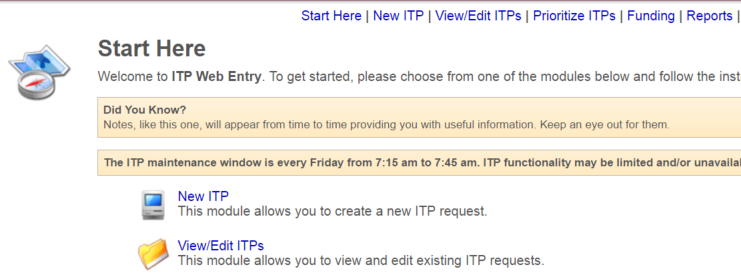 Start Here | New ITP | View/Edit ITPs | Prioritize ITPs | Funding | Reports |
Start Here
Welcome to ITP Web Entry. To get started, please choose from one of the modules below and follow the inst
Did You Know?
Notes, like this one, will appear from time to time providing you with useful information. Keep an eye out for them.
The ITP maintenance window is every Friday from 7:15 am to 7:45 am. ITP functionality may be limited and/or unavaila
New ITP
This module allows you to create a new ITP request.
View/Edit ITPs
This module allows you to view and edit existing ITP requests.